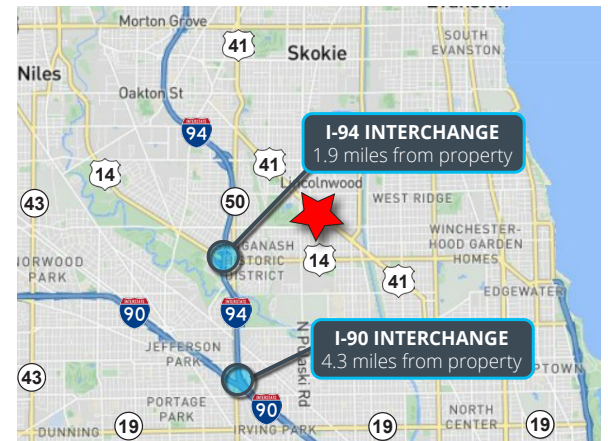 Morton Grove
41
Skokie
SOUTH
EVANSTON
Niles
Oakton St
94
I-94 INTERCHANGE
1.9 miles from property
14
41
Lincolnwood
43
50
WEST RIDGE
GANASH
STORIC
DISTRICT
14
WINCHESTER-
HOOD GARDEN
HOMES
NORWOOD
PARK
41
EDGEWATER
90
94
I-90 INTERCHANGE
4.3 miles from property
JEFFERSON
PARK
N Pulaski Rd
PTOWN
43
PORTAGE
PARK
90
NORTH
CENTER
19
IRVING PARK
19
19
DUNNING